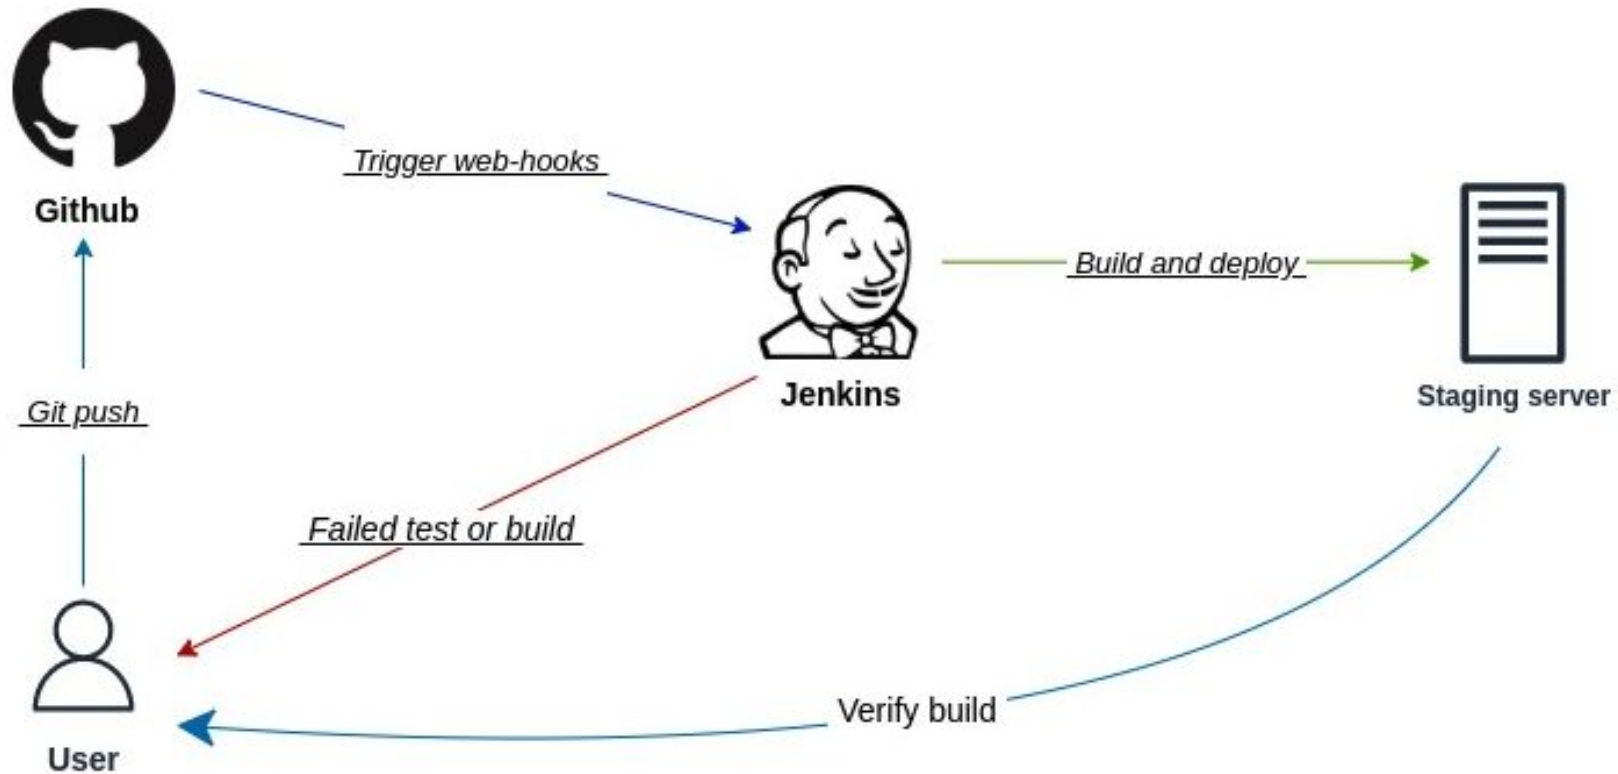 Trigger web-hooks
Github
Build and deploy
Jenkins
Staging server
Git push
Failed test or build
Verify build
User